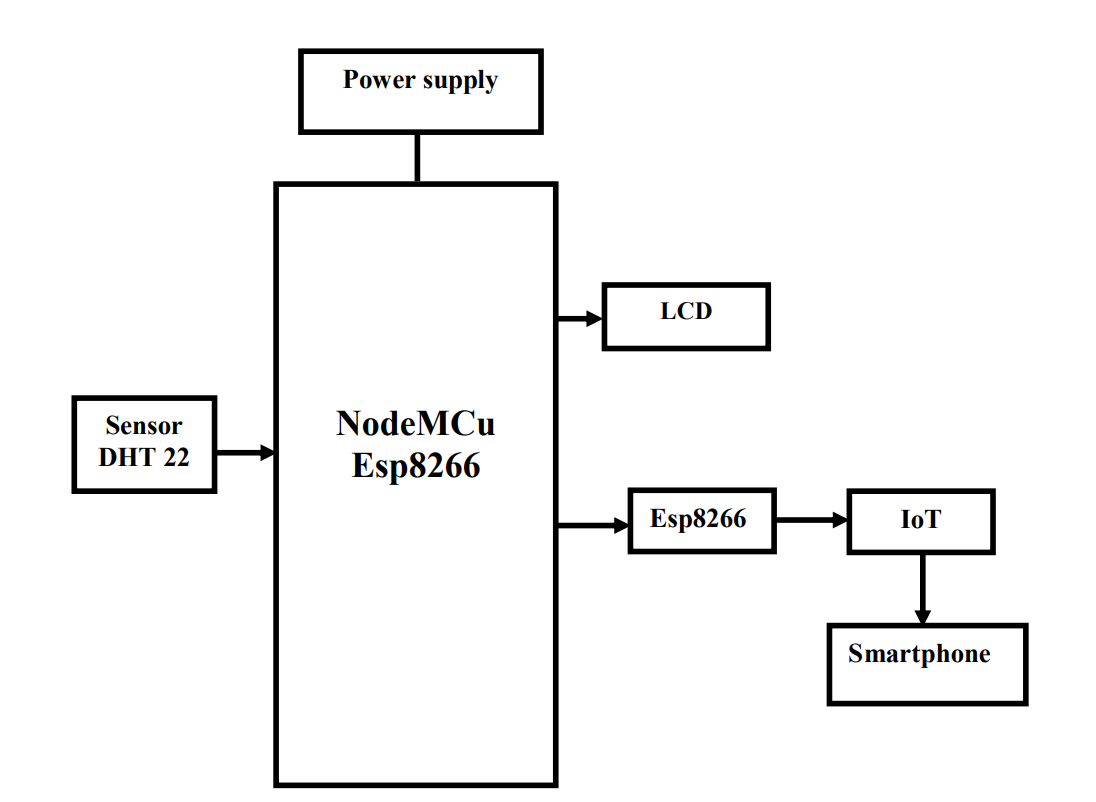 Power supply
LCD
Sensor
DHT 22
NodeMCu
Esp8266
Esp8266
IoT
Smartphone